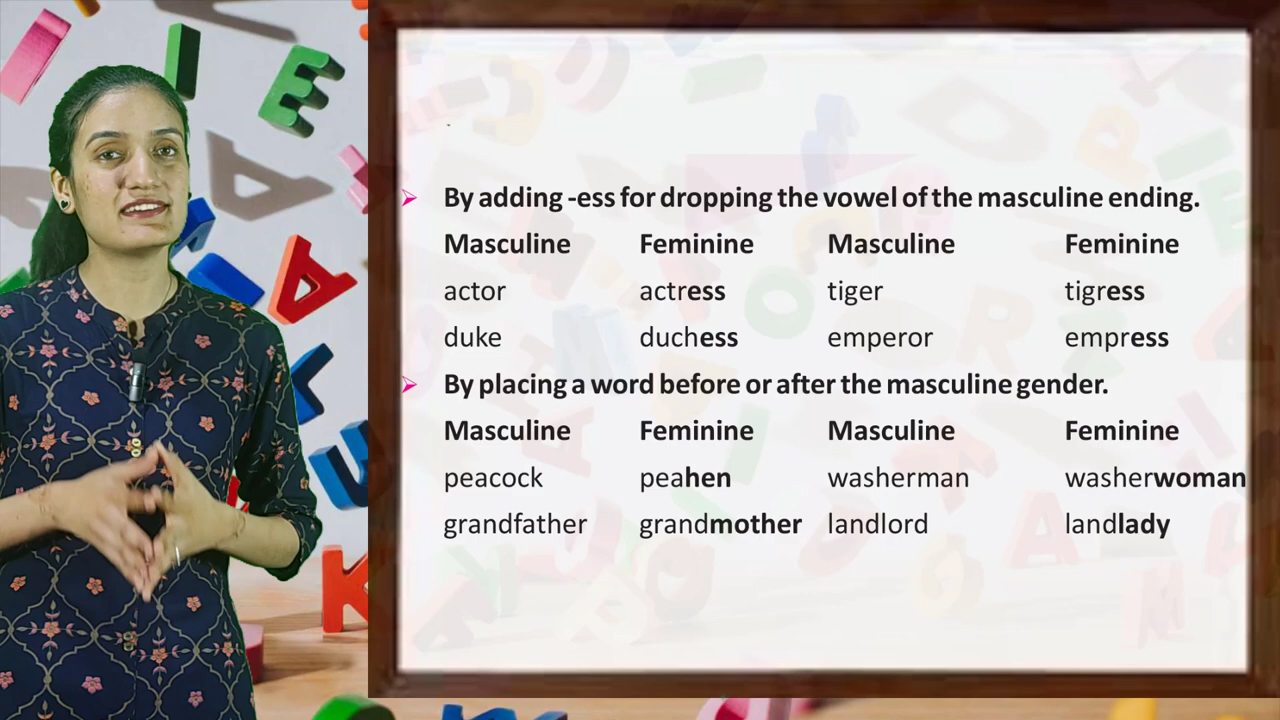 ➢ By adding -ess for dropping the vowel of the masculine ending.
Masculine Feminine Masculine Feminine
actor actress tiger tigress
duke duchess emperor empress
➢ By placing a word before or after the masculine gender.
Masculine Feminine Masculine Feminine
peacock peahen washerman washerwoman
grandfather grandmother landlord landlady